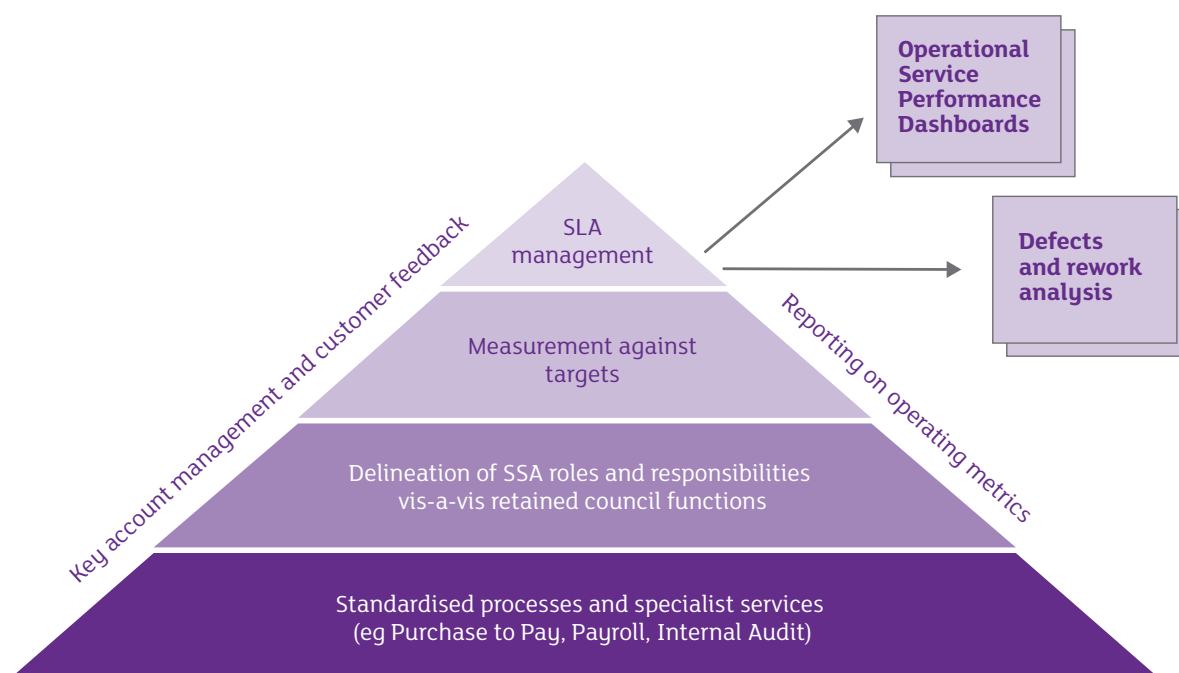 Operational
Service
Performance
Dashboards
Defects
and rework
analysis
SLA
management
Measurement against
targets
Delineation of SSA roles and responsibilities
vis-a-vis retained council functions
Standardised processes and specialist services
(eg Purchase to Pay, Payroll, Internal Audit)
Key account management and customer feedback
Reporting on operating metrics